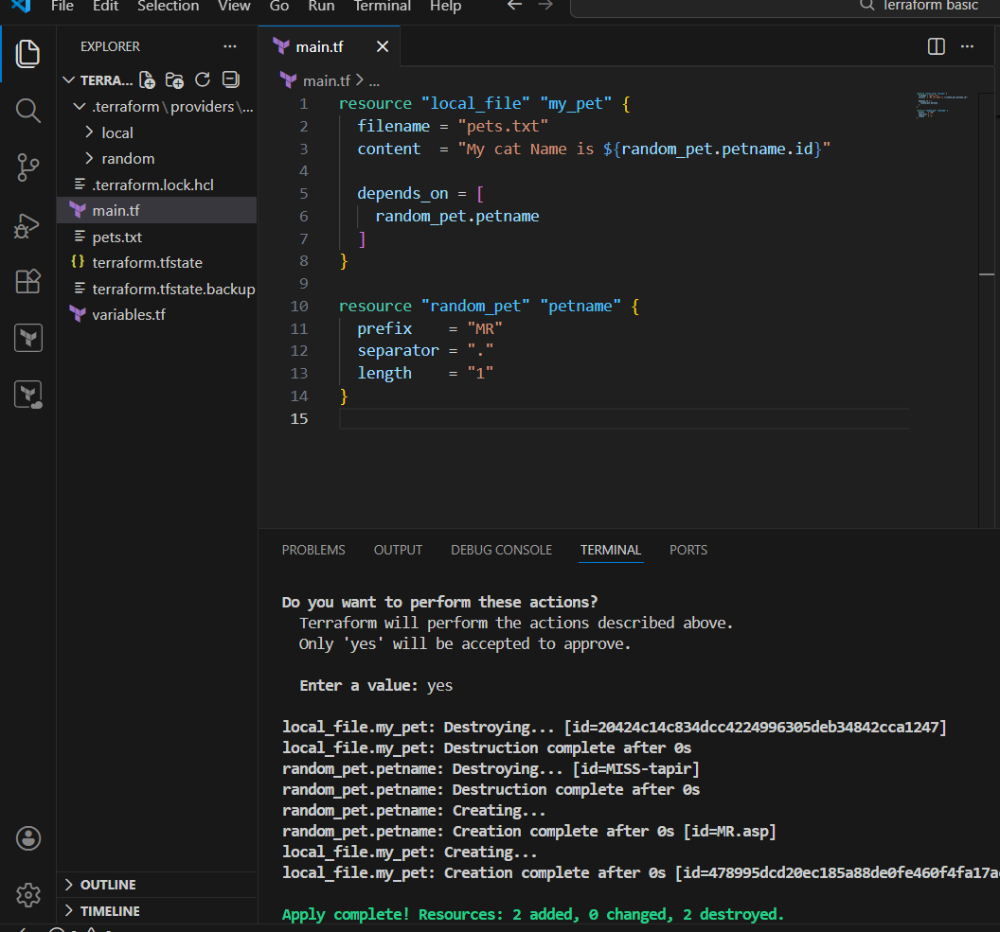 File Edit Selection View Go Run Terminal Help Terraform basic
EXPLORER ...
TERRA...
.terraform\providers\...
local
random
.terraform.lock.hcl
main.tf
pets.txt
{} terraform.tfstate
terraform.tfstate.backup
variables.tf
OUTLINE
TIMELINE
main.tf
main.tf > ...
1 resource "local_file" "my_pet" {
2 filename = "pets.txt"
3 content  = "My cat Name is ${random_pet.petname.id}"
4
5 depends_on = [
6 random_pet.petname
7 ]
8 }
9
10 resource "random_pet" "petname" {
11 prefix    = "MR"
12 separator = "."
13 length    = "1"
14 }
15
PROBLEMS OUTPUT DEBUG CONSOLE TERMINAL PORTS
Do you want to perform these actions?
Terraform will perform the actions described above.
Only 'yes' will be accepted to approve.
Enter a value: yes
local_file.my_pet: Destroying... [id=20424c14c834dcc4224996305deb34842cca1247]
local_file.my_pet: Destruction complete after 0s
random_pet.petname: Destroying... [id=MISS-tapir]
random_pet.petname: Destruction complete after 0s
random_pet.petname: Creating...
random_pet.petname: Creation complete after 0s [id=MR.asp]
local_file.my_pet: Creating...
local_file.my_pet: Creation complete after 0s [id=478995dcd20ec185a88de0fe460f4fa17a
Apply complete! Resources: 2 added, 0 changed, 2 destroyed.